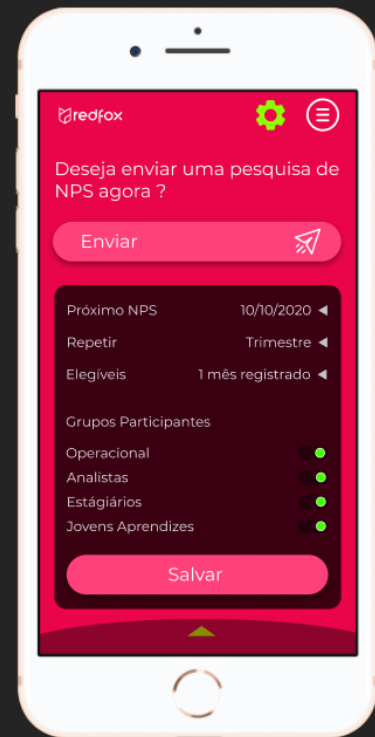 redfox
Deseja enviar uma pesquisa de
NPS agora ?
Enviar
Próximo NPS 10/10/2020
Repetir Trimestre
Elegíveis 1 mês registrado
Grupos Participantes
Operacional
Analistas
Estágiários
Jovens Aprendizes
Salvar